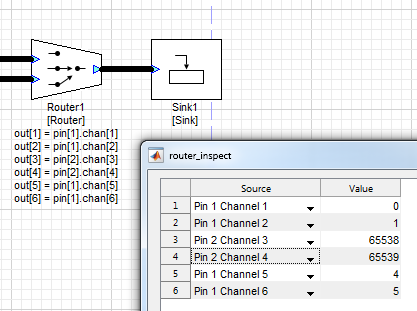 Router1
[Router]
out[1] = pin[1].chan[1]
out[2] = pin[1].chan[2]
out[3] = pin[2].chan[3]
out[4] = pin[2].chan[4]
out[5] = pin[1].chan[5]
out[6] = pin[1].chan[6]
Sink1
[Sink]
router_inspect
Source Value
1 Pin 1 Channel 1 0
2 Pin 1 Channel 2 1
3 Pin 2 Channel 3 65538
4 Pin 2 Channel 4 65539
5 Pin 1 Channel 5 4
6 Pin 1 Channel 6 5